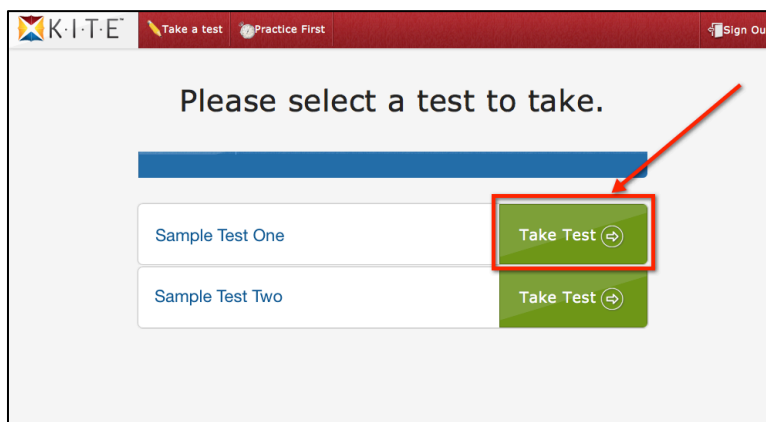 K·I·T·E™ Take a test Practice First Sign Ou
Please select a test to take.
Sample Test One Take Test
Sample Test Two Take Test